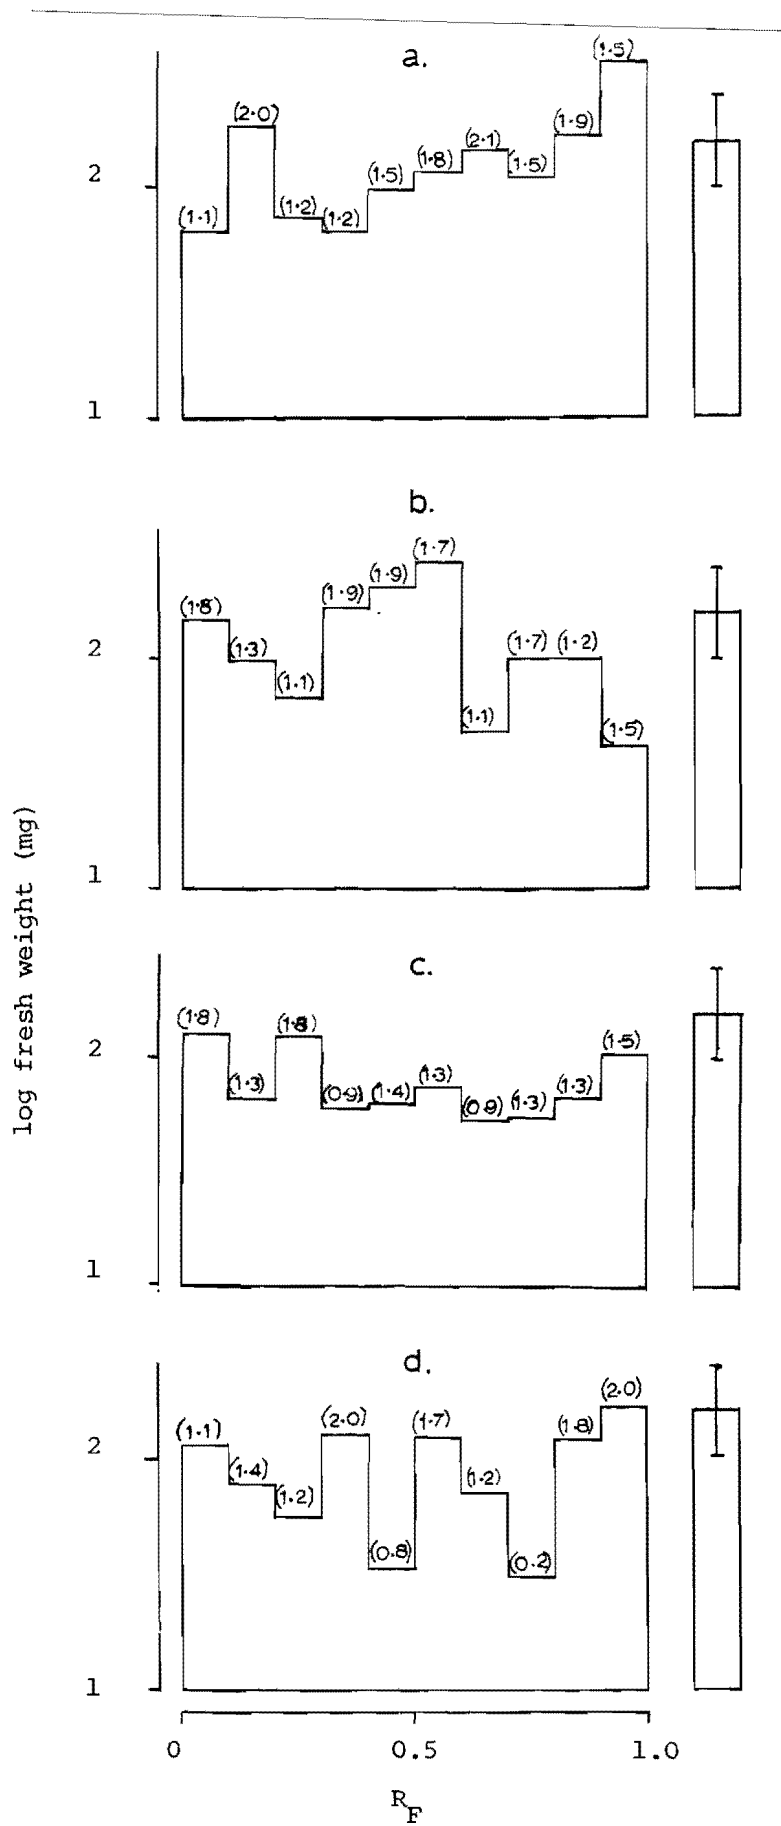 a.
(1·1) (2·0) (1·2) (1·2) (1·5) (1·8) (2·1) (1·5) (1·9) (1·5)
2
1
b.
(1·8) (1·3) (1·1) (1·9) (1·9) (1·7) (1·1) (1·7) (1·2) (1·5)
2
1
log fresh weight (mg)
c.
(1·8) (1·3) (1·8) (0·9) (1·4) (1·3) (0·9) (1·3) (1·3) (1·5)
2
1
d.
(1·1) (1·4) (1·2) (2·0) (0·8) (1·7) (1·2) (0·2) (1·8) (2·0)
2
1
0 0.5 1.0
R_F